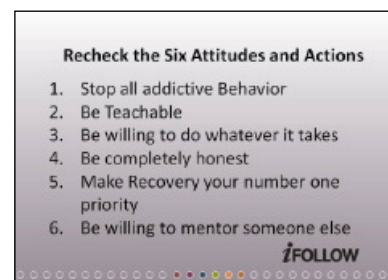 Recheck the Six Attitudes and Actions
1. Stop all addictive Behavior
2. Be Teachable
3. Be willing to do whatever it takes
4. Be completely honest
5. Make Recovery your number one
priority
6. Be willing to mentor someone else
iFOLLOW